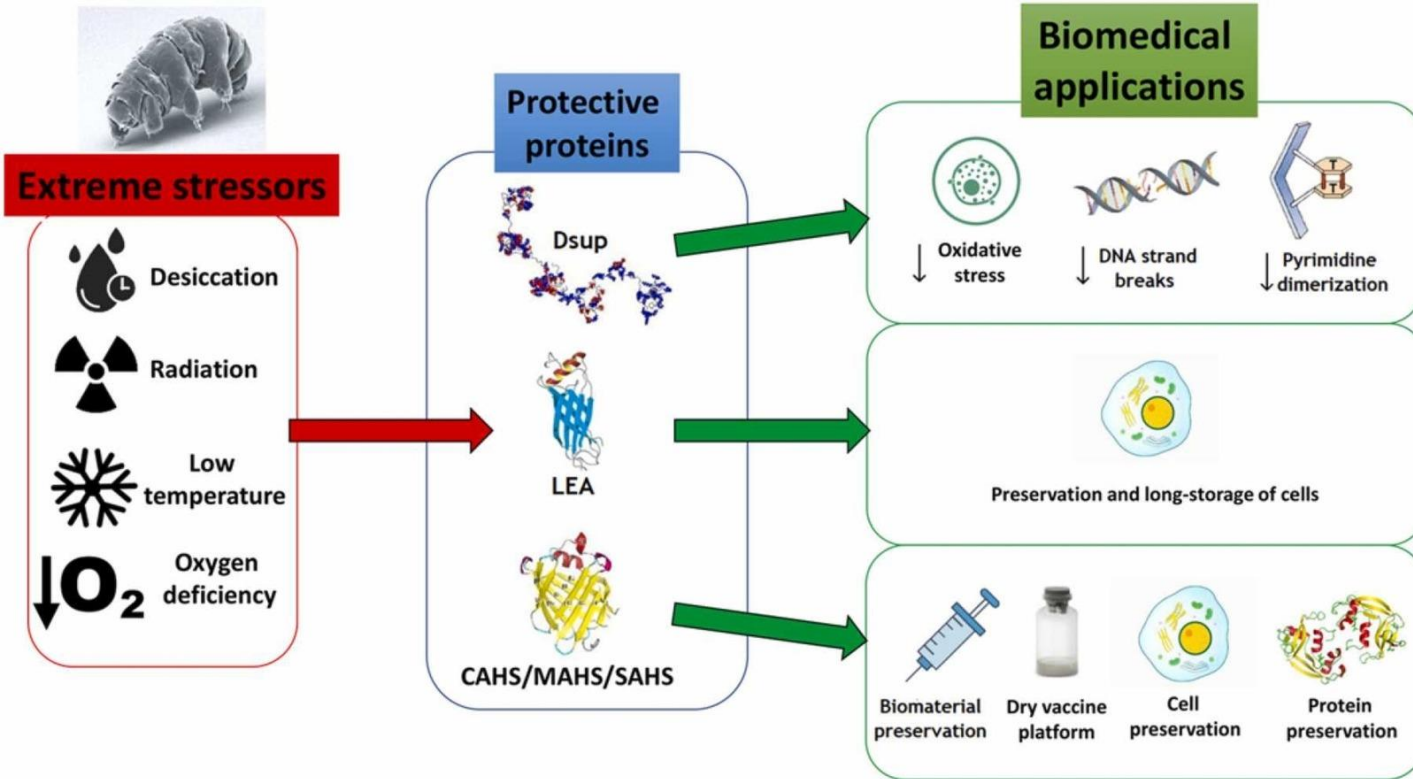 Extreme stressors
Desiccation
Radiation
Low
temperature
O₂
Oxygen
deficiency
Protective
proteins
Dsup
LEA
CAHS/MAHS/SAHS
Biomedical
applications
↓ Oxidative
stress
↓ DNA strand
breaks
T
T
↓ Pyrimidine
dimerization
Preservation and long-storage of cells
Biomaterial
preservation
Dry vaccine
platform
Cell
preservation
Protein
preservation